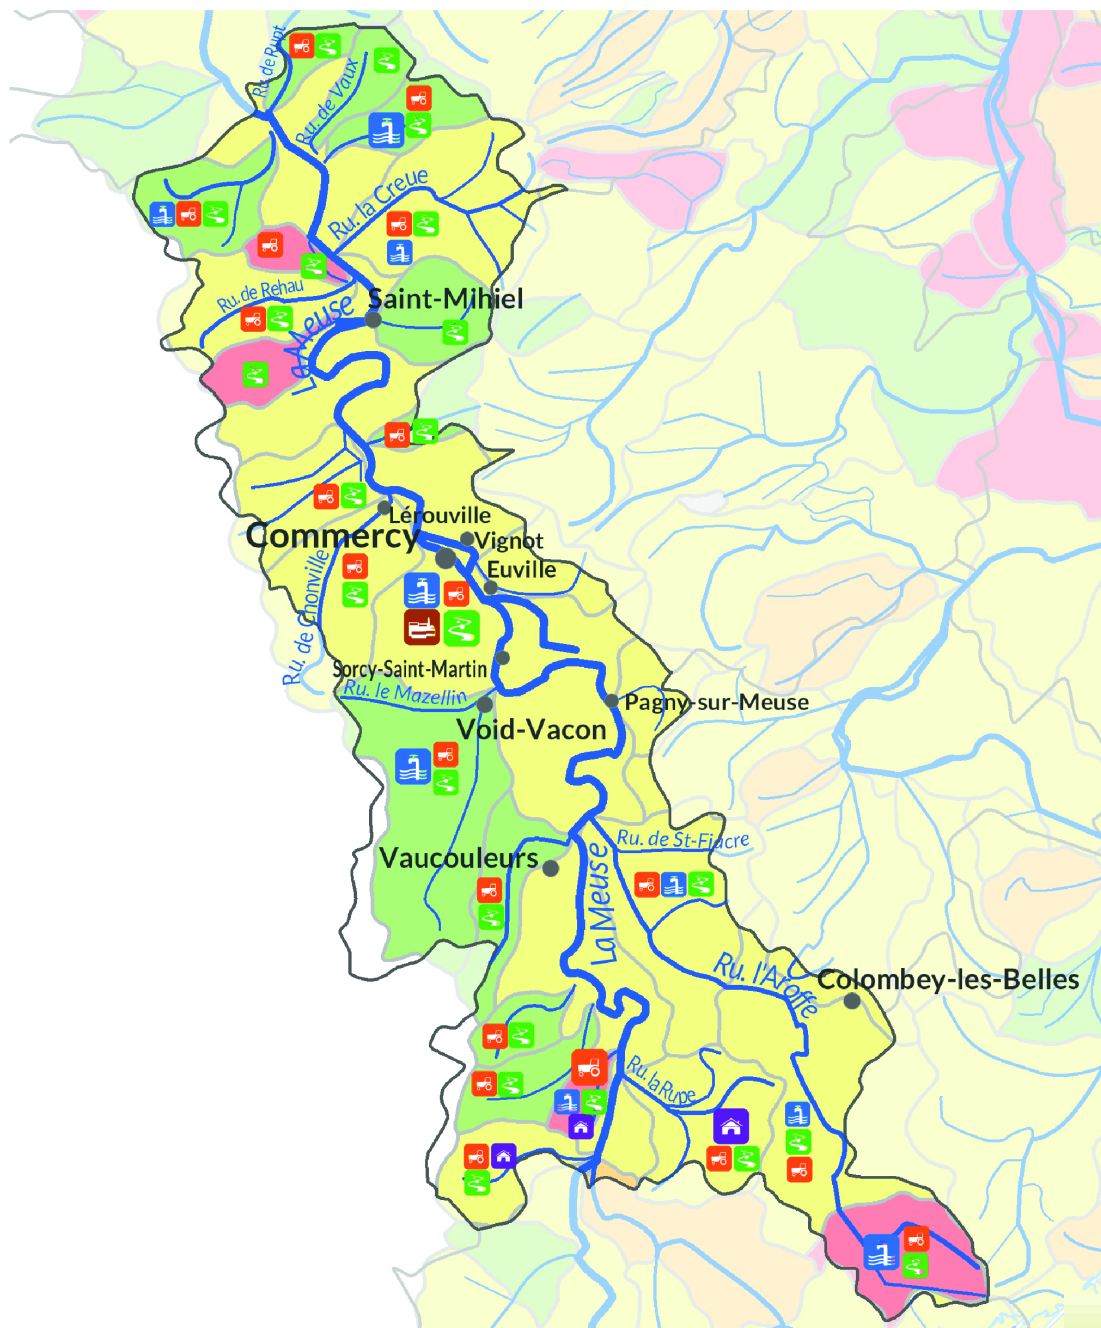 Ru. de Rupt
Ru. de Vaux
Ru. la Creue
Ru. de Rehau
Saint-Mihiel
La Meuse
Lérouville
Commercy
Vignot
Euville
Ru. de Chonville
Sorcy-Saint-Martin
Ru. le Mazellin
Pagny-sur-Meuse
Void-Vacon
Ru. de St-Fiacre
Vaucouleurs
La Meuse
Ru. l'Aroffe
Colombey-les-Belles
Ru. la Rupe